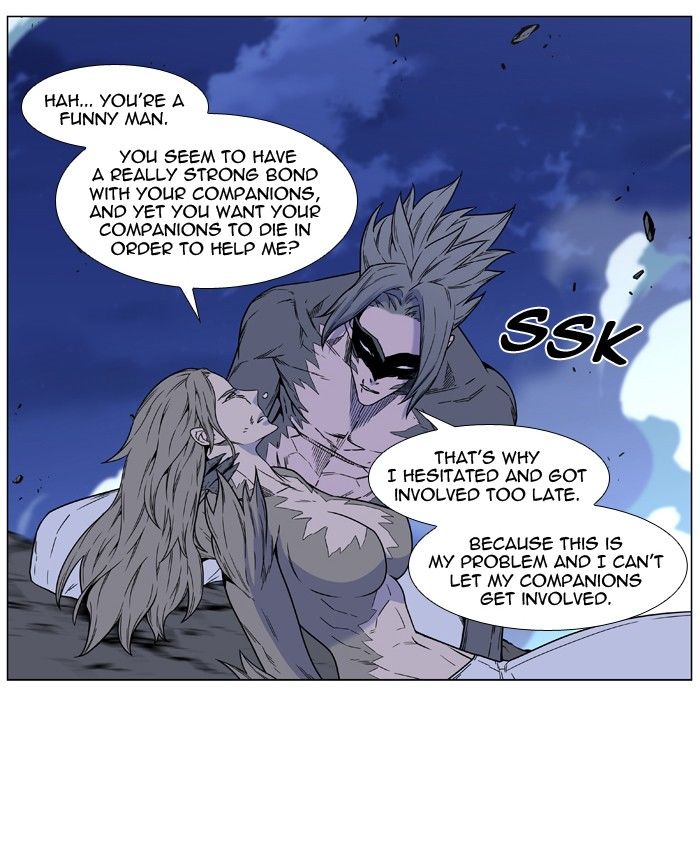 HAH... YOU'RE A
FUNNY MAN.
YOU SEEM TO HAVE
A REALLY STRONG BOND
WITH YOUR COMPANIONS,
AND YET YOU WANT YOUR
COMPANIONS TO DIE IN
ORDER TO HELP ME?
SSK
THAT'S WHY
I HESITATED AND GOT
INVOLVED TOO LATE.
BECAUSE THIS IS
MY PROBLEM AND I CAN'T
LET MY COMPANIONS
GET INVOLVED.